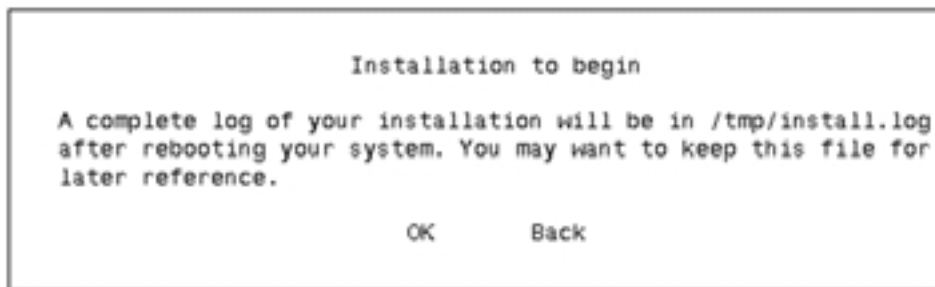 Installation to begin
A complete log of your installation will be in /tmp/install.log
after rebooting your system. You may want to keep this file for
later reference.
OK Back